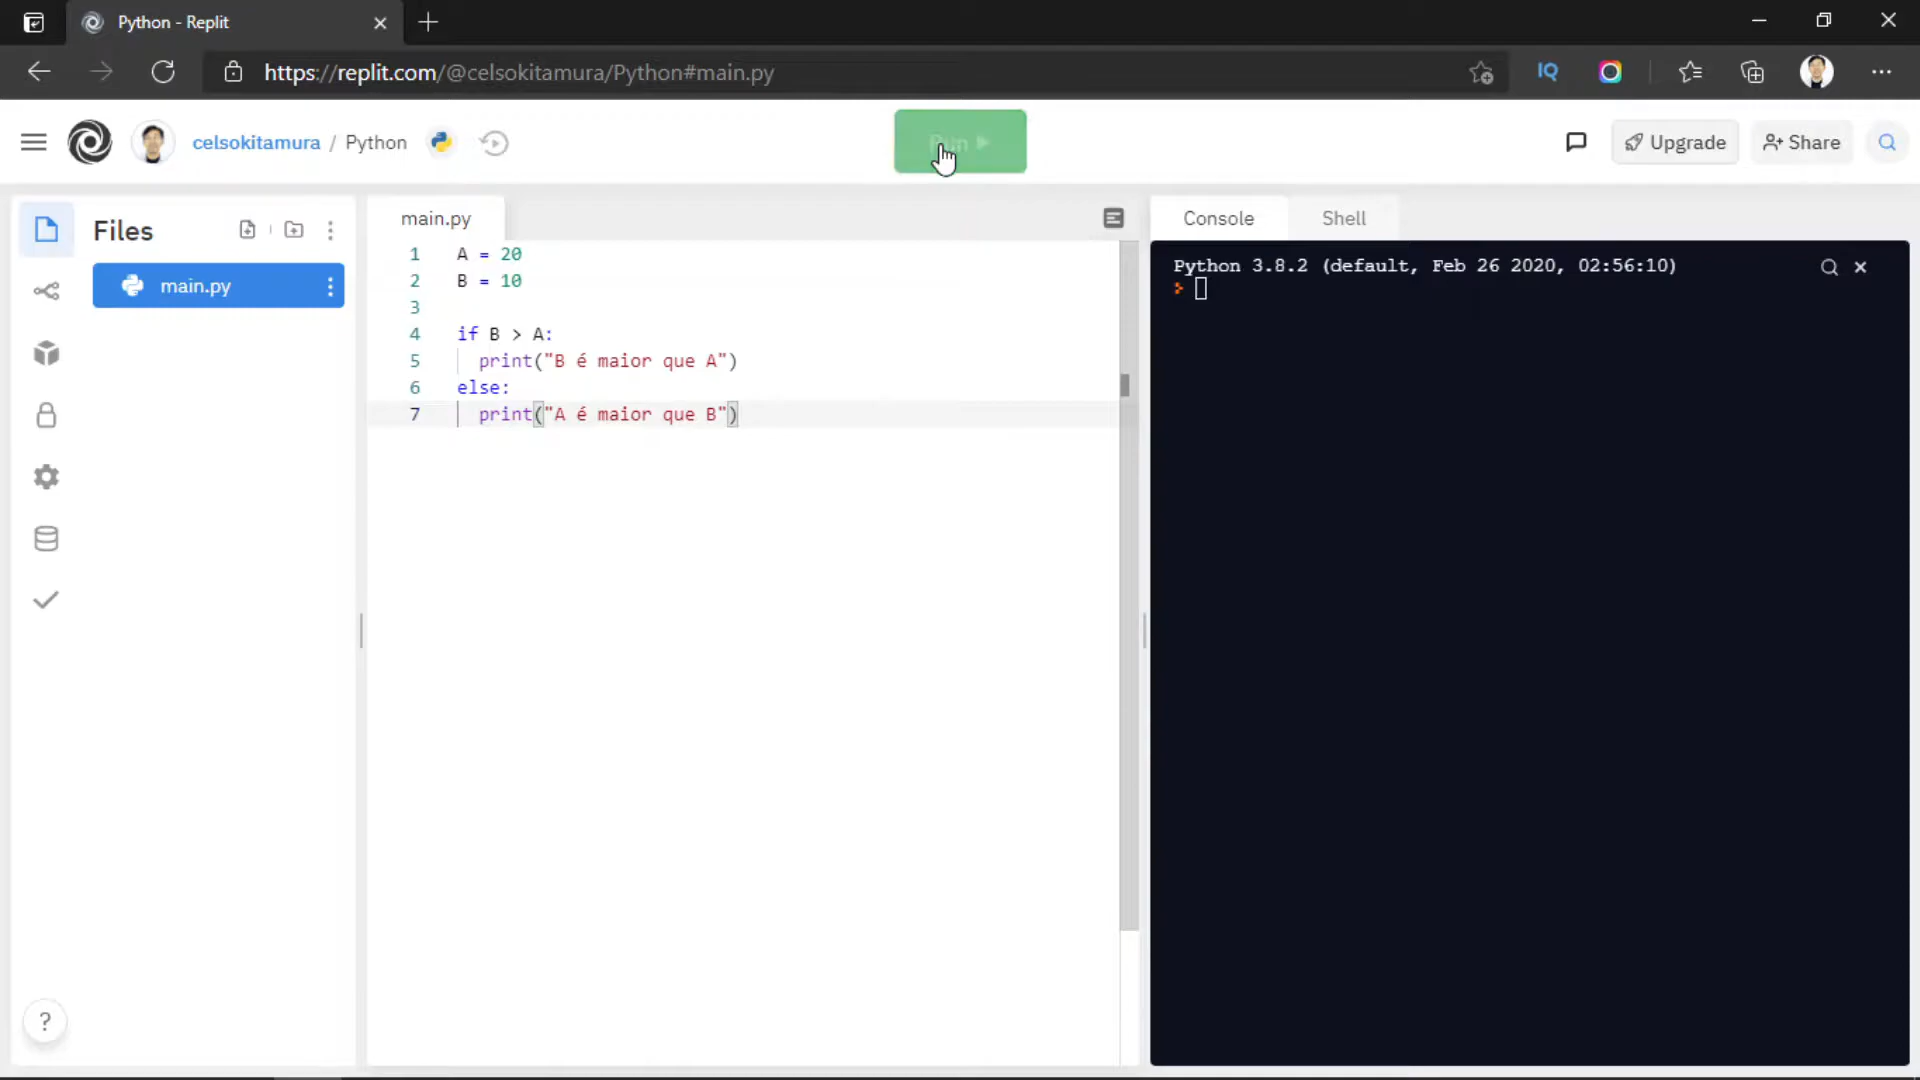 Python - Replit
https://replit.com/@celsokitamura/Python#main.py
IQ
celsokitamura / Python
Run
Upgrade
Share
Files
main.py
main.py
1 A = 20
2 B = 10
3
4 if B > A:
5 print("B é maior que A")
6 else:
7 print("A é maior que B")
Console
Shell
Python 3.8.2 (default, Feb 26 2020, 02:56:10)
?